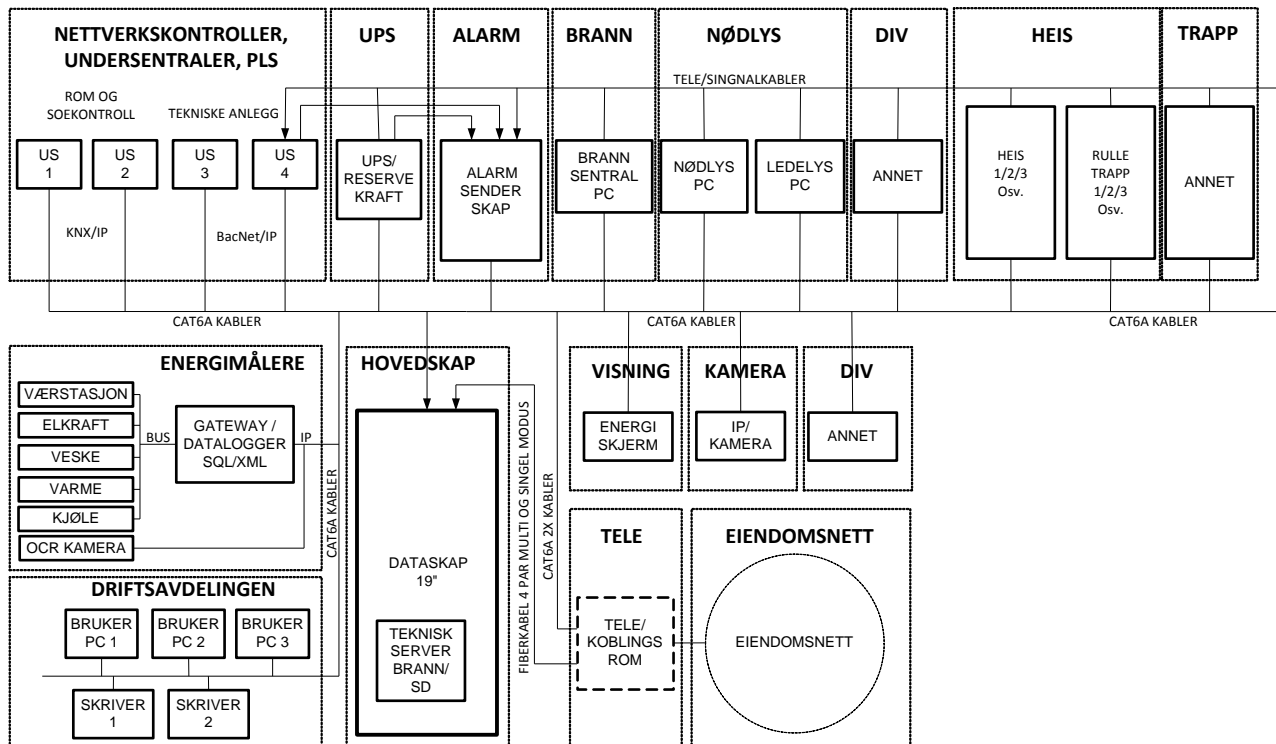 NETTVERKSKONTROLLER,
UNDERSENTRALER, PLS
ROM OG
SOEKONTROLL
TEKNISKE ANLEGG
US
1
US
2
US
3
US
4
KNX/IP
BacNet/IP
UPS
UPS/
RESERVE
KRAFT
ALARM
ALARM
SENDER
SKAP
BRANN
BRANN
SENTRAL
PC
NØDLYS
TELE/SINGNALKABLER
NØDLYS
PC
LEDELYS
PC
DIV
ANNET
HEIS
HEIS
1/2/3
Osv.
RULLE
TRAPP
1/2/3
Osv.
TRAPP
ANNET
CAT6A KABLER
CAT6A KABLER
CAT6A KABLER
ENERGIMÅLERE
VÆRSTASJON
ELKRAFT
VESKE
VARME
KJØLE
OCR KAMERA
BUS
GATEWAY /
DATALOGGER
SQL/XML
IP
CAT6A KABLER
HOVEDSKAP
DATASKAP
19"
TEKNISK
SERVER
BRANN/
SD
FIBERKABEL 4 PAR MULTI OG SINGEL MODUS
CAT6A 2X KABLER
VISNING
ENERGI
SKJERM
KAMERA
IP/
KAMERA
DIV
ANNET
DRIFTSAVDELINGEN
BRUKER
PC 1
BRUKER
PC 2
BRUKER
PC 3
SKRIVER
1
SKRIVER
2
TELE
TELE/
KOBLINGS
ROM
EIENDOMSNETT
EIENDOMSNETT